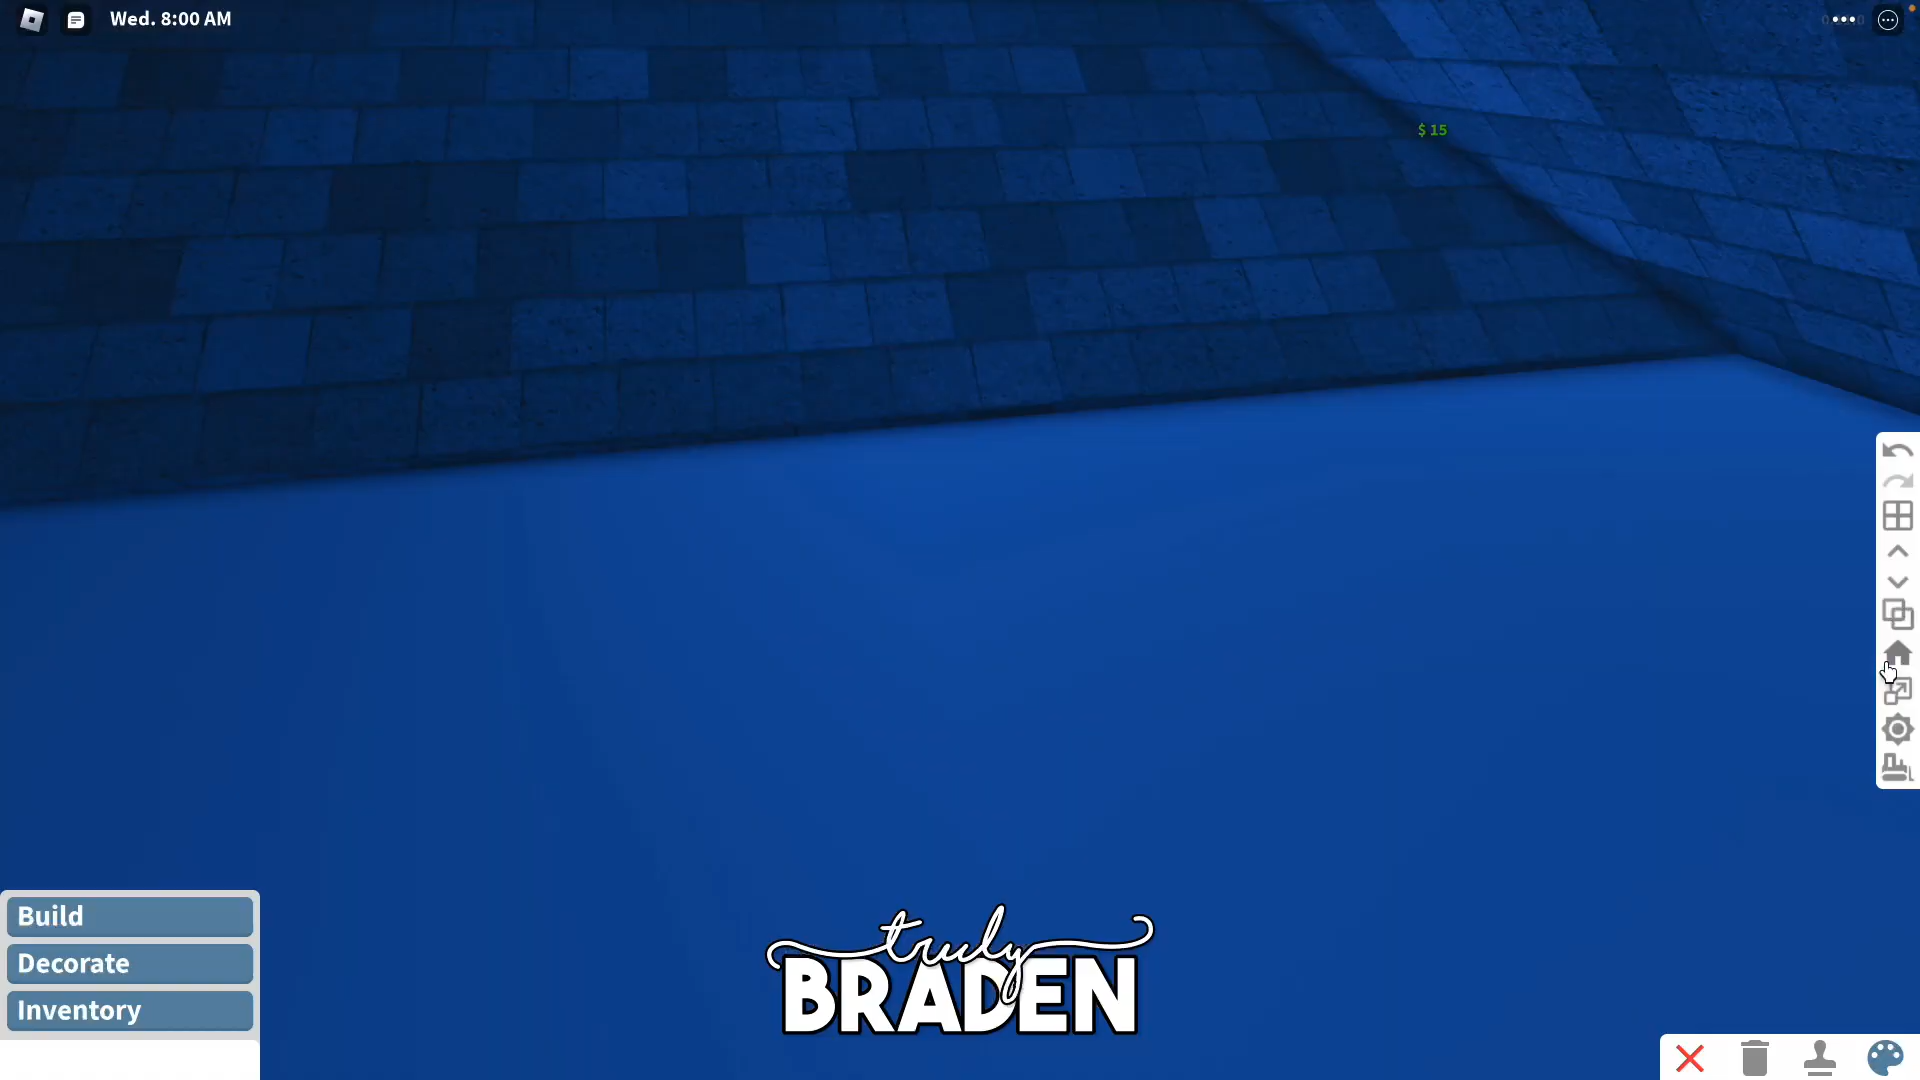 Wed. 8:00 AM
$ 15
Build
Decorate
Inventory
truly
BRADEN